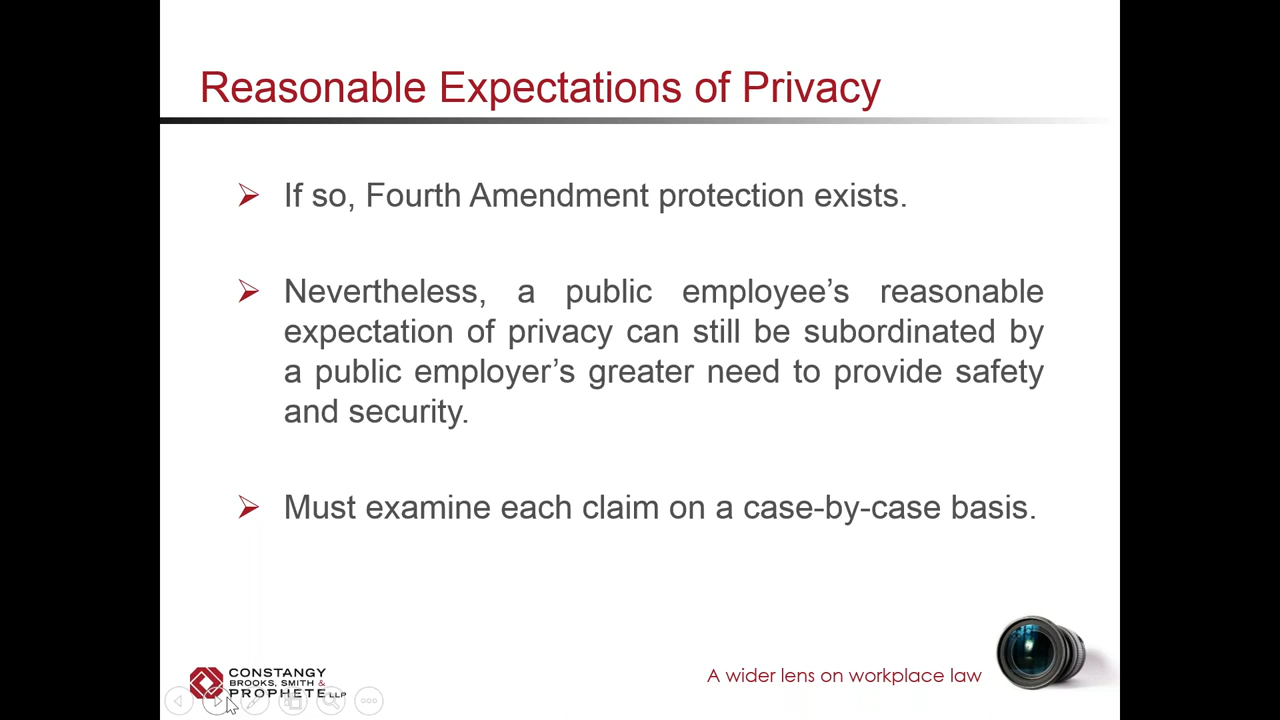 Reasonable Expectations of Privacy
If so, Fourth Amendment protection exists.
Nevertheless, a public employee’s reasonable
expectation of privacy can still be subordinated by
a public employer’s greater need to provide safety
and security.
Must examine each claim on a case-by-case basis.
CONSTANGY
BROOKS, SMITH &
PROPHETE LLP
A wider lens on workplace law